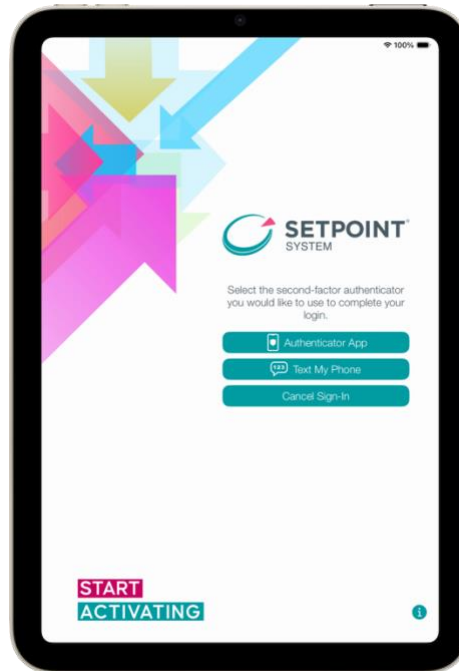 100%
SETPOINT®
SYSTEM
Select the second-factor authenticator
you would like to use to complete your
login.
Authenticator App
123 Text My Phone
Cancel Sign-In
START
ACTIVATING
i